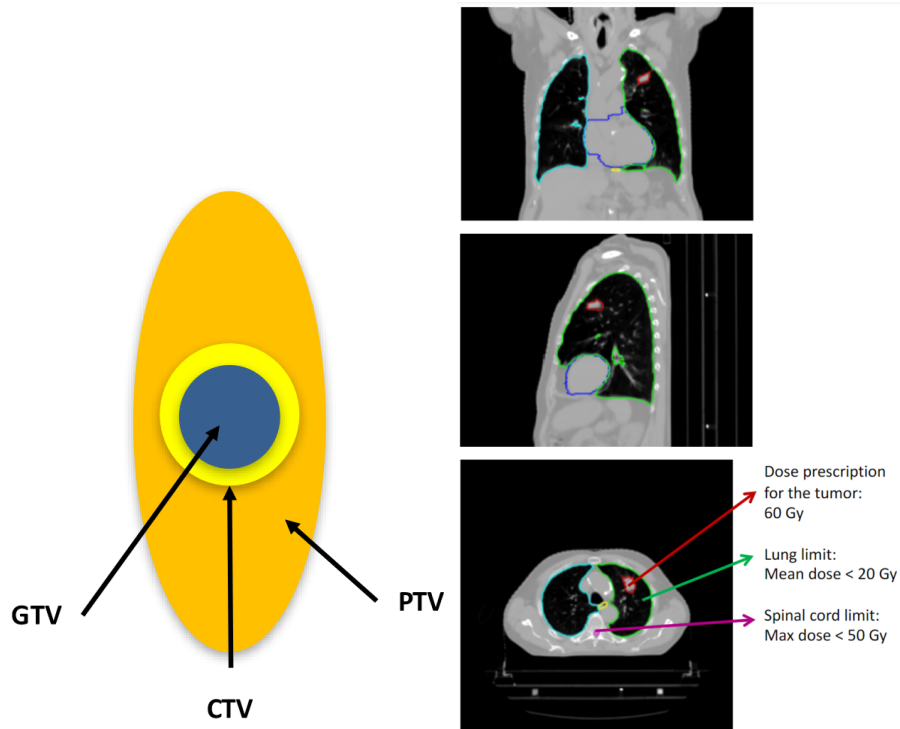 GTV
CTV
PTV
Dose prescription
for the tumor:
60 Gy
Lung limit:
Mean dose < 20 Gy
Spinal cord limit:
Max dose < 50 Gy